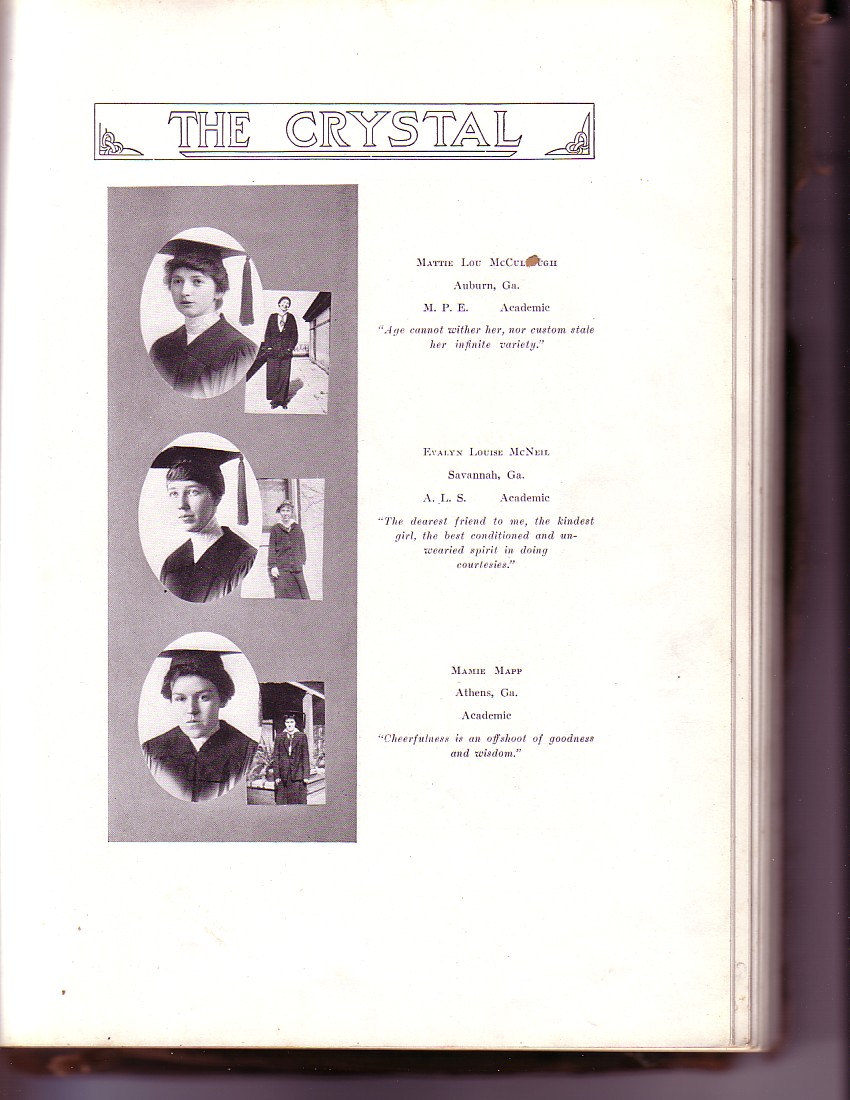 THE CRYSTAL
Mattie Lou
Auburn, Ga.
M. P. E. Academic
"Age cannot wither her, nor custom stale
her infinite variety."
Evalyn Louise McNeil
Savannah, Ga.
A. L. S. Academic
"The dearest friend to me, the kindest
girl, the best conditioned and un-
wearied spirit in doing
courtesies."
Mamie Mapp
Athens, Ga.
Academic
"Cheerfulness is an offshoot of goodness
and wisdom."